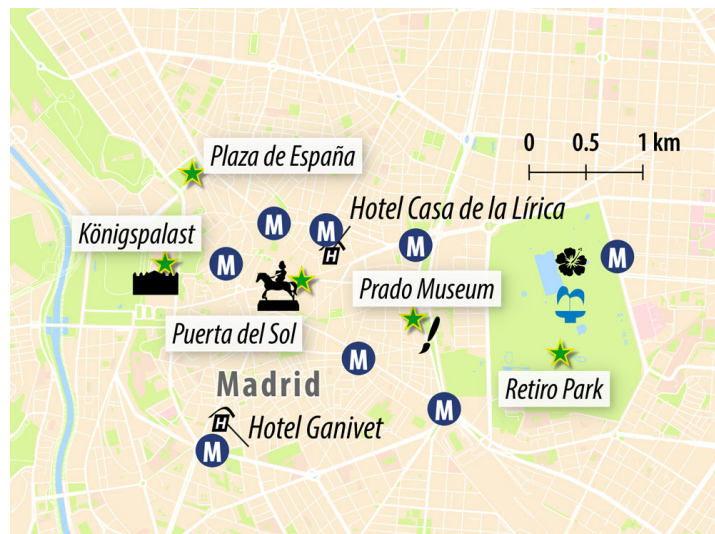 0 0.5 1 km
Plaza de España
Hotel Casa de la Lírica
Königspalast
M
M
M
M
M
H
Prado Museum
Puerta del Sol
M
Madrid
Retiro Park
M
H
Hotel Ganivet
M